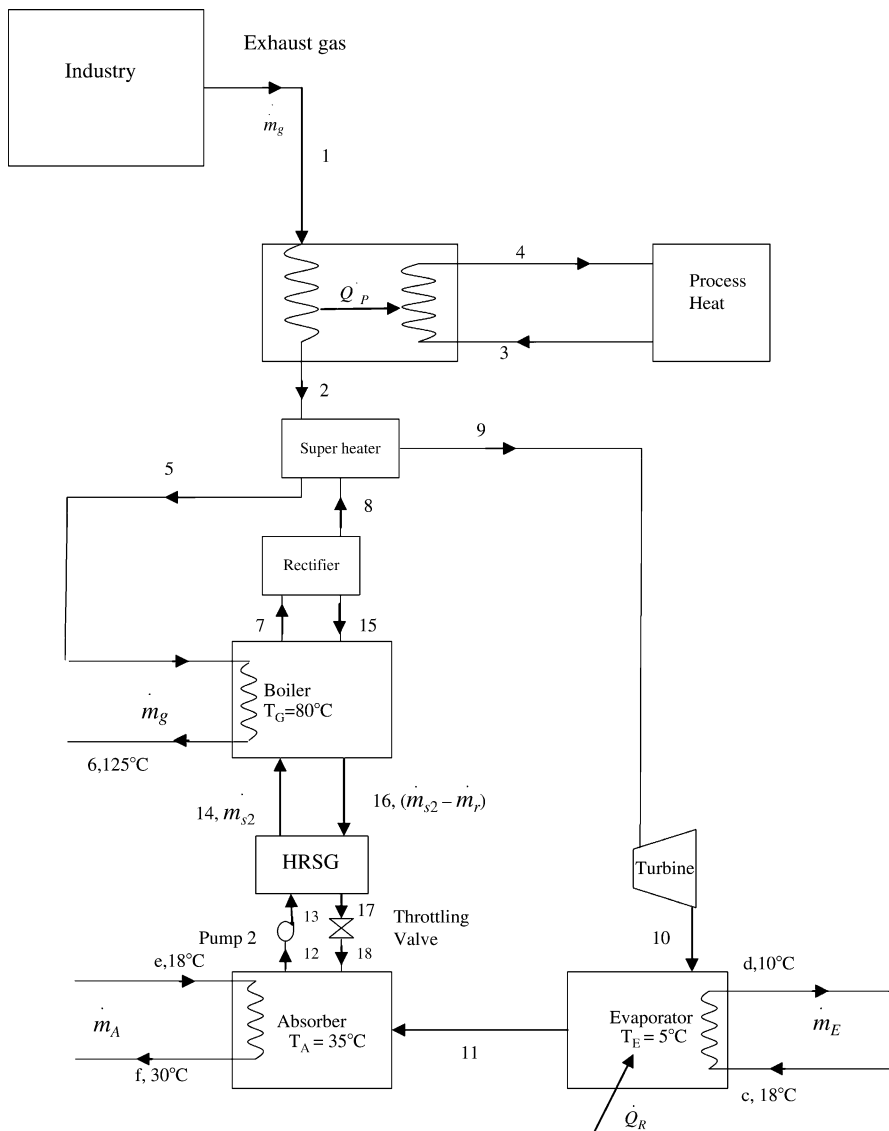 Exhaust gas
Industry
ṁg
1
4
Process
Heat
Q̇P
3
2
9
Super heater
5
8
Rectifier
7
15
Boiler
TG=80°C
ṁg
6,125°C
14, ṁs2
16, (ṁs2 – ṁr)
HRSG
Turbine
13
17
Throttling
Valve
Pump 2
12
18
10
e,18°C
d,10°C
Absorber
TA = 35°C
ṁA
Evaporator
TE = 5°C
ṁE
11
f, 30°C
c, 18°C
Q̇R